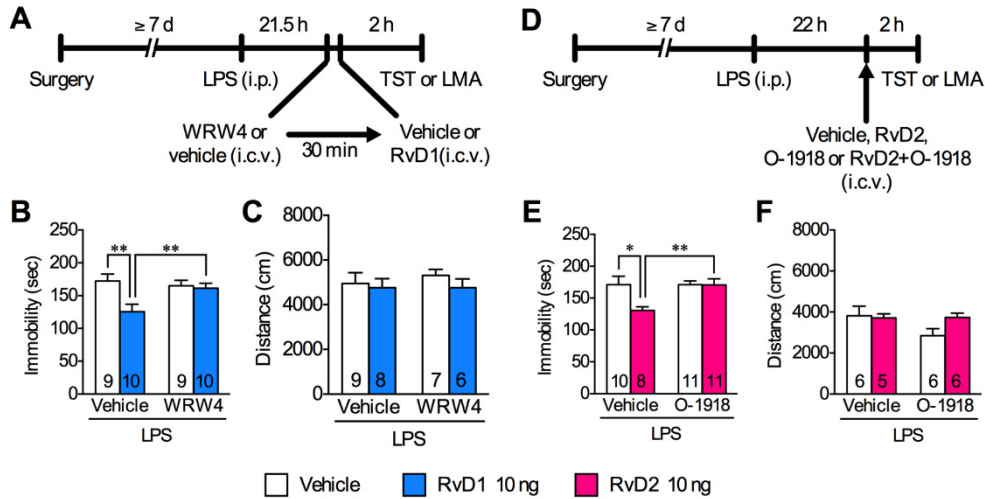 A
≥ 7 d
21.5 h
2 h
Surgery
LPS (i.p.)
TST or LMA
WRW4 or
vehicle (i.c.v.)
30 min
Vehicle or
RvD1(i.c.v.)
D
≥ 7 d
22 h
2 h
Surgery
LPS (i.p.)
TST or LMA
Vehicle, RvD2,
O-1918 or RvD2+O-1918
(i.c.v.)
B
Immobility (sec)
250
200
150
100
50
0
**
**
9
10
9
10
Vehicle
WRW4
LPS
C
Distance (cm)
8000
6000
4000
2000
0
9
8
7
6
Vehicle
WRW4
LPS
E
Immobility (sec)
250
200
150
100
50
0
*
**
10
8
11
11
Vehicle
O-1918
LPS
F
Distance (cm)
8000
6000
4000
2000
0
6
5
6
6
Vehicle
O-1918
LPS
Vehicle
RvD1 10 ng
RvD2 10 ng